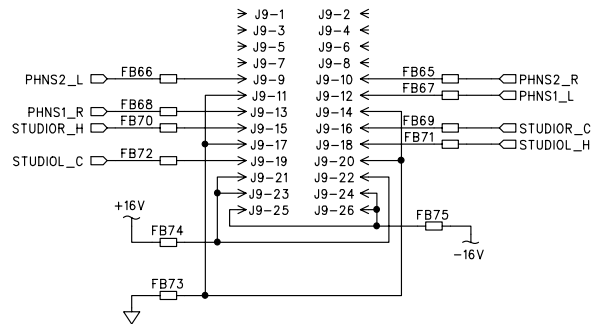 J9-1 J9-2
J9-3 J9-4
J9-5 J9-6
J9-7 J9-8
PHNS2_L FB66 J9-9 J9-10 FB65 PHNS2_R
J9-11 J9-12 FB67 PHNS1_L
PHNS1_R FB68 J9-13 J9-14
STUDIOR_H FB70 J9-15 J9-16 FB69 STUDIOR_C
J9-17 J9-18 FB71 STUDIOL_H
STUDIOL_C FB72 J9-19 J9-20
J9-21 J9-22
J9-23 J9-24
+16V J9-25 J9-26
FB74 FB75
-16V
FB73